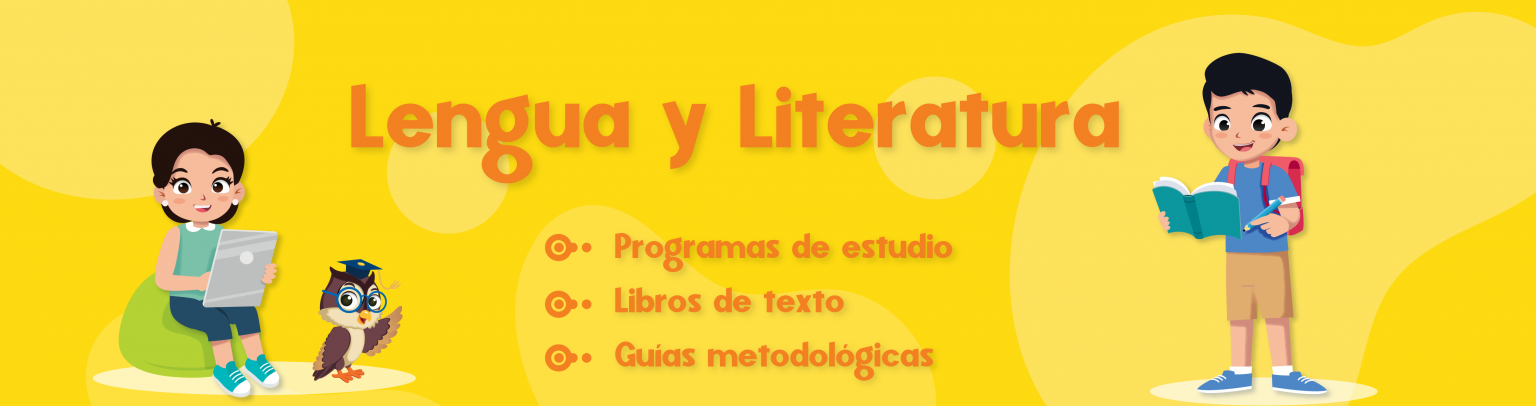 Lengua y Literatura
Programas de estudio
Libros de texto
Guías metodológicas